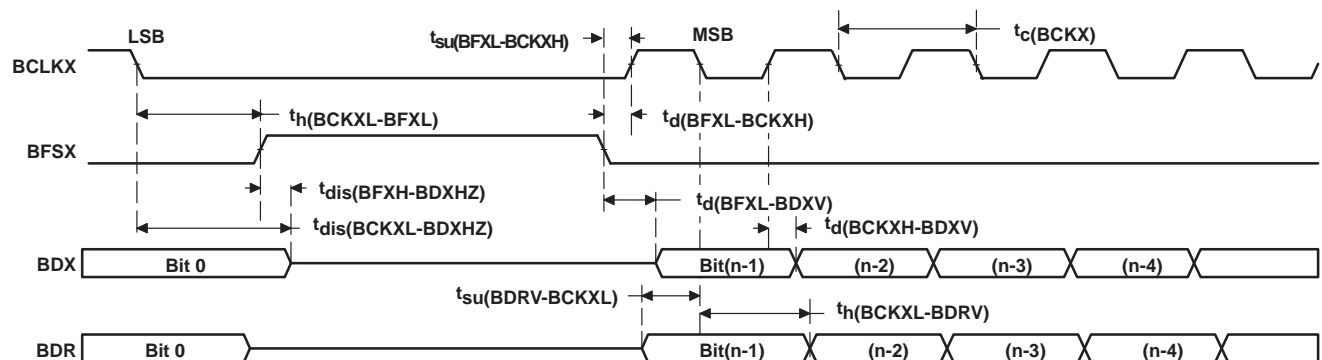 LSB
tsu(BFXL-BCKXH)
MSB
tc(BCKX)
BCLKX
th(BCKXL-BFXL)
td(BFXL-BCKXH)
BFSX
tdis(BFXH-BDXHZ)
td(BFXL-BDXV)
tdis(BCKXL-BDXHZ)
td(BCKXH-BDXV)
BDX Bit 0 Bit(n-1) (n-2) (n-3) (n-4)
tsu(BDRV-BCKXL)
th(BCKXL-BDRV)
BDR Bit 0 Bit(n-1) (n-2) (n-3) (n-4)